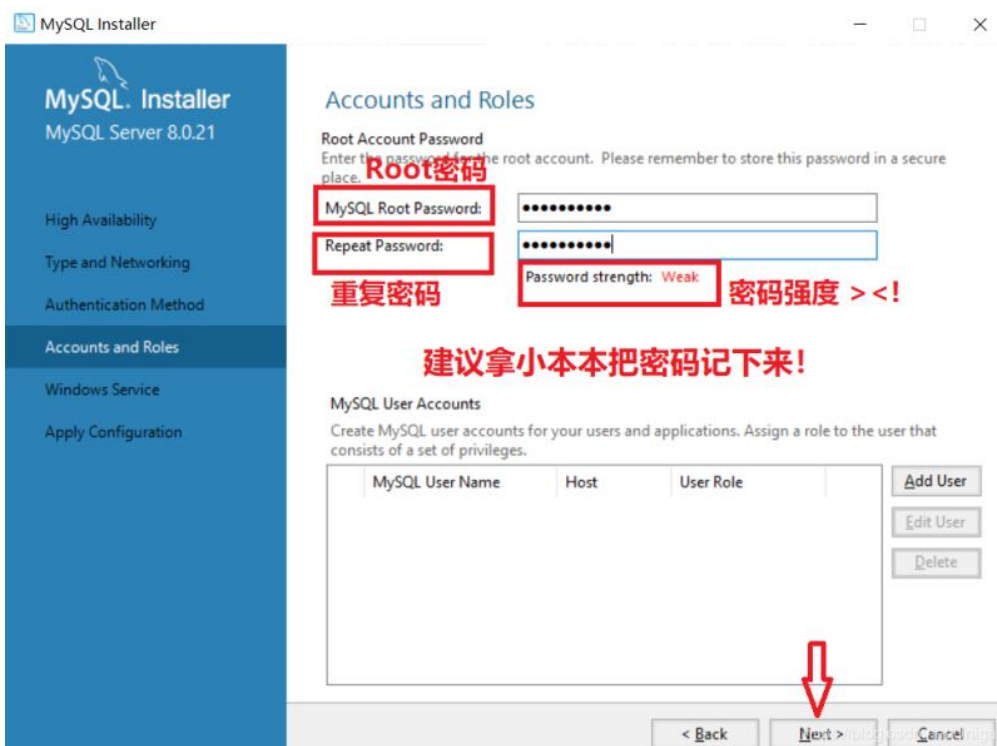 MySQL Installer
MySQL. Installer
MySQL Server 8.0.21
High Availability
Type and Networking
Authentication Method
Accounts and Roles
Windows Service
Apply Configuration
Accounts and Roles
Root Account Password
Enter the password for the root account. Please remember to store this password in a secure
place.
Root密码
MySQL Root Password:
Repeat Password:
重复密码
Password strength: Weak
密码强度 ><!
建议拿小本本把密码记下来!
MySQL User Accounts
Create MySQL user accounts for your users and applications. Assign a role to the user that
consists of a set of privileges.
MySQL User Name Host User Role
Add User
Edit User
Delete
< Back
Next >
Cancel